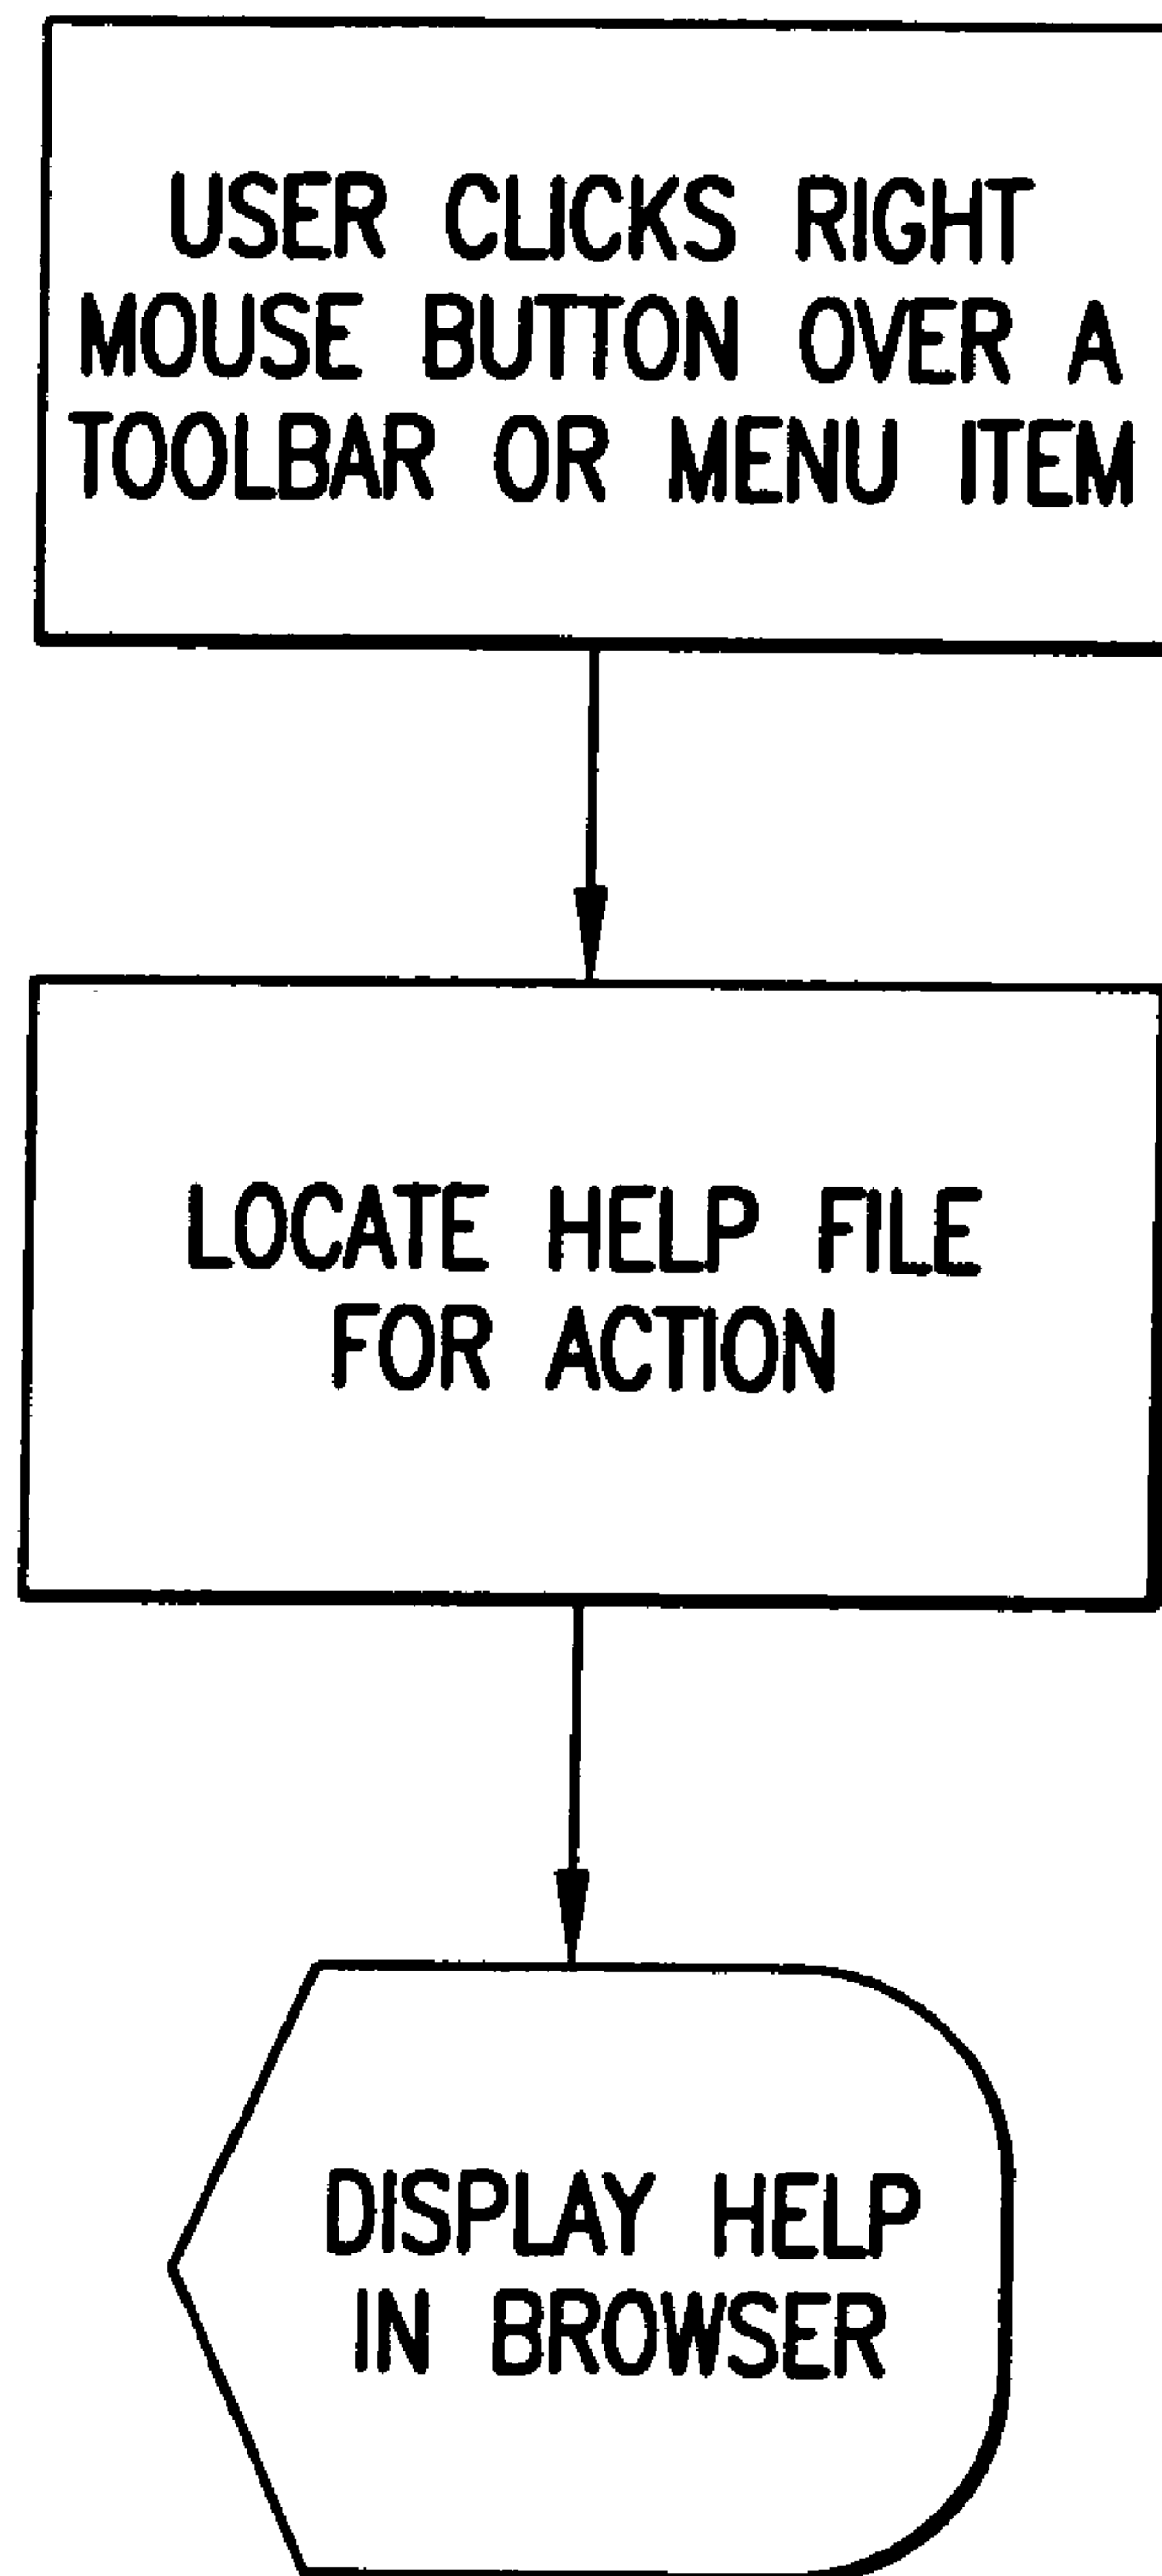 USER CLICKS RIGHT
MOUSE BUTTON OVER A
TOOLBAR OR MENU ITEM
LOCATE HELP FILE
FOR ACTION
DISPLAY HELP
IN BROWSER